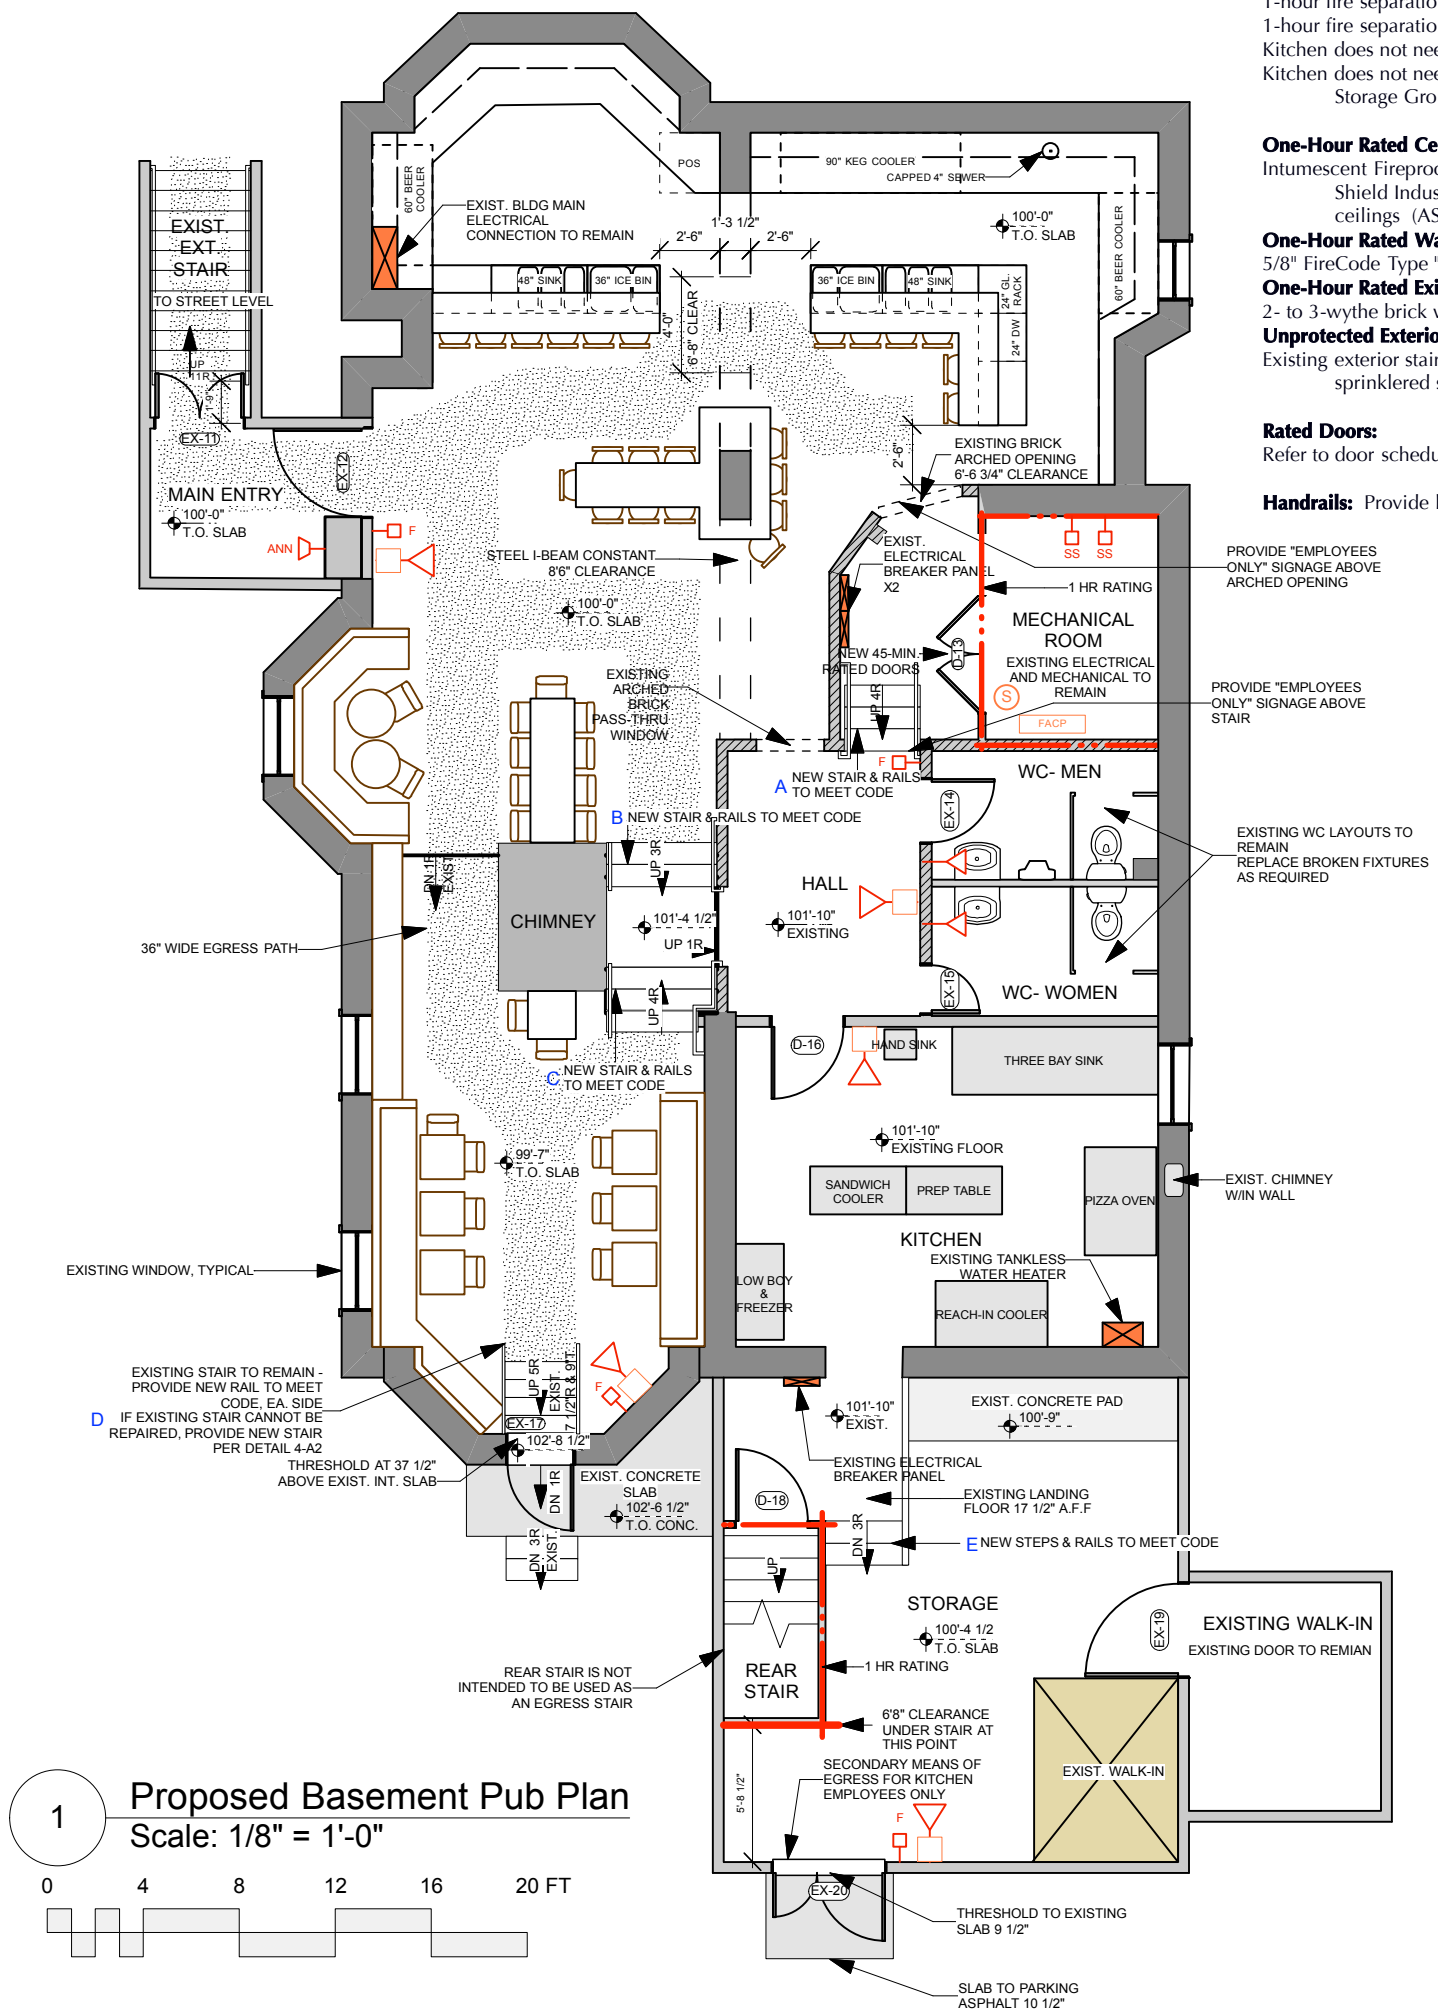 1-hour fire separatio
1-hour fire separation
Kitchen does not nee
Kitchen does not nee
Storage Gro
One-Hour Rated Ce
Intumescent Fireproo
Shield Indus
ceilings (AS
One-Hour Rated Wa
5/8" FireCode Type "
One-Hour Rated Exi
2- to 3-wythe brick w
Unprotected Exterio
Existing exterior stair
sprinklered s
Rated Doors:
Refer to door schedu
Handrails: Provide
POS
90" KEG COOLER
CAPPED 4" SEWER
60" BEER
COOLER
EXIST. BLDG MAIN
ELECTRICAL
CONNECTION TO REMAIN
1'-3 1/2"
2'-6"
2'-6"
100'-0"
T.O. SLAB
60" BEER COOLER
EXIST.
EXT.
STAIR
TO STREET LEVEL
UP
11R
EX-11
48" SINK
36" ICE BIN
36" ICE BIN
48" SINK
24" GL.
RACK
24" DW
4'-0"
6'-8" CLEAR
2'-6"
EXISTING BRICK
ARCHED OPENING
6'-6 3/4" CLEARANCE
EX-12
MAIN ENTRY
100'-0"
T.O. SLAB
ANN
F
STEEL I-BEAM CONSTANT
8'6" CLEARANCE
EXIST.
ELECTRICAL
BREAKER PANEL
X2
SS
SS
PROVIDE "EMPLOYEES
ONLY" SIGNAGE ABOVE
ARCHED OPENING
1 HR RATING
100'-0"
T.O. SLAB
MECHANICAL
ROOM
EXISTING ELECTRICAL
AND MECHANICAL TO
REMAIN
NEW 45-MIN.
RATED DOORS
D-13
S
FACP
PROVIDE "EMPLOYEES
ONLY" SIGNAGE ABOVE
STAIR
EXISTING
ARCHED
BRICK
PASS-THRU
WINDOW
UP 4R
F
A
NEW STAIR & RAILS
TO MEET CODE
WC- MEN
EX-14
B NEW STAIR & RAILS TO MEET CODE
DN 1R
EXIST.
UP 3R
EXISTING WC LAYOUTS TO
REMAIN
REPLACE BROKEN FIXTURES
AS REQUIRED
HALL
CHIMNEY
101'-4 1/2"
UP 1R
101'-10"
EXISTING
36" WIDE EGRESS PATH
EX-15
WC- WOMEN
UP 4R
D-16
HAND SINK
THREE BAY SINK
C NEW STAIR & RAILS
TO MEET CODE
101'-10"
EXISTING FLOOR
99'-7"
T.O. SLAB
SANDWICH
COOLER
PREP TABLE
PIZZA OVEN
EXIST. CHIMNEY
W/IN WALL
KITCHEN
EXISTING TANKLESS
WATER HEATER
EXISTING WINDOW, TYPICAL
LOW BOY
&
FREEZER
REACH-IN COOLER
EXISTING STAIR TO REMAIN -
PROVIDE NEW RAIL TO MEET
CODE, EA. SIDE
D IF EXISTING STAIR CANNOT BE
REPAIRED, PROVIDE NEW STAIR
PER DETAIL 4-A2
UP 5R
EXIST.
7 1/2"R & 9"T.
F
EX-17
102'-8 1/2"
THRESHOLD AT 37 1/2"
ABOVE EXIST. INT. SLAB
DN 1R
EXIST. CONCRETE
SLAB
102'-6 1/2"
T.O. CONC.
DN 3R
EXIST.
101'-10"
EXIST.
EXIST. CONCRETE PAD
100'-9"
EXISTING ELECTRICAL
BREAKER PANEL
D-18
EXISTING LANDING
FLOOR 17 1/2" A.F.F
DN 3R
E NEW STEPS & RAILS TO MEET CODE
UP
STORAGE
100'-4 1/2
T.O. SLAB
EX-19
EXISTING WALK-IN
EXISTING DOOR TO REMIAN
REAR
STAIR
1 HR RATING
REAR STAIR IS NOT
INTENDED TO BE USED AS
AN EGRESS STAIR
6'8" CLEARANCE
UNDER STAIR AT
THIS POINT
5'-8 1/2"
SECONDARY MEANS OF
EGRESS FOR KITCHEN
EMPLOYEES ONLY
EXIST. WALK-IN
F
EX-20
THRESHOLD TO EXISTING
SLAB 9 1/2"
SLAB TO PARKING
ASPHALT 10 1/2"
1
Proposed Basement Pub Plan
Scale: 1/8" = 1'-0"
0 4 8 12 16 20 FT